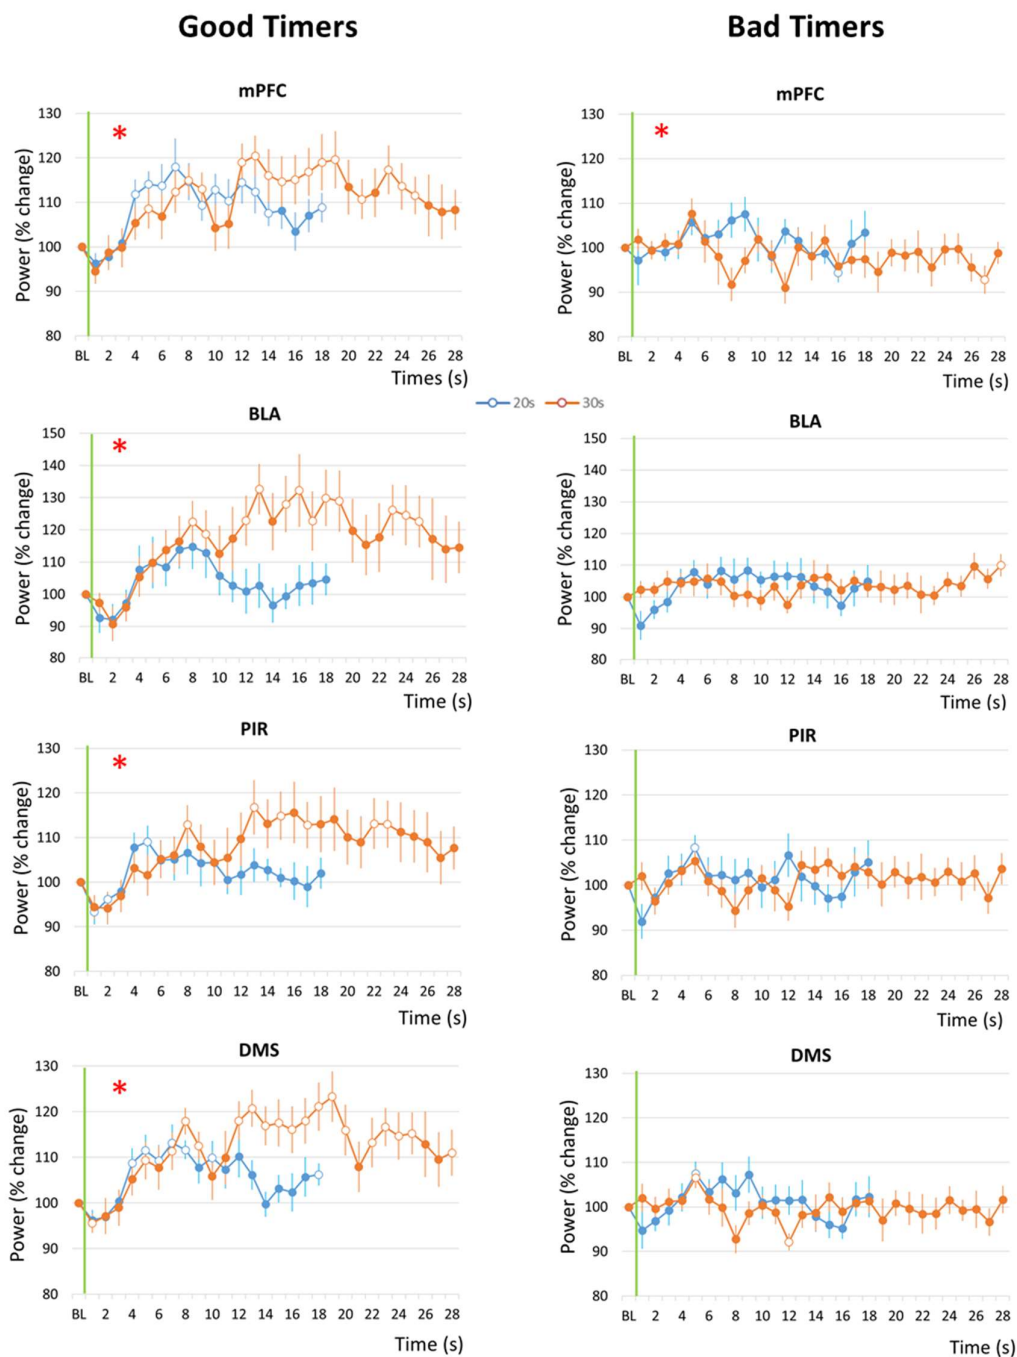 Good Timers
Bad Timers
mPFC
Power (% change)
130
120
110
100
90
80
*
BL 2 4 6 8 10 12 14 16 18 20 22 24 26 28
Times (s)
mPFC
Power (% change)
130
120
110
100
90
80
*
BL 2 4 6 8 10 12 14 16 18 20 22 24 26 28
Time (s)
20s 30s
BLA
Power (% change)
150
140
130
120
110
100
90
80
*
BL 2 4 6 8 10 12 14 16 18 20 22 24 26 28
Time (s)
BLA
Power (% change)
150
140
130
120
110
100
90
80
BL 2 4 6 8 10 12 14 16 18 20 22 24 26 28
Time (s)
PIR
Power (% change)
130
120
110
100
90
80
*
BL 2 4 6 8 10 12 14 16 18 20 22 24 26 28
Time (s)
PIR
Power (% change)
130
120
110
100
90
80
BL 2 4 6 8 10 12 14 16 18 20 22 24 26 28
Time (s)
DMS
Power (% change)
130
120
110
100
90
80
*
BL 2 4 6 8 10 12 14 16 18 20 22 24 26 28
Time (s)
DMS
Power (% change)
130
120
110
100
90
80
BL 2 4 6 8 10 12 14 16 18 20 22 24 26 28
Time (s)